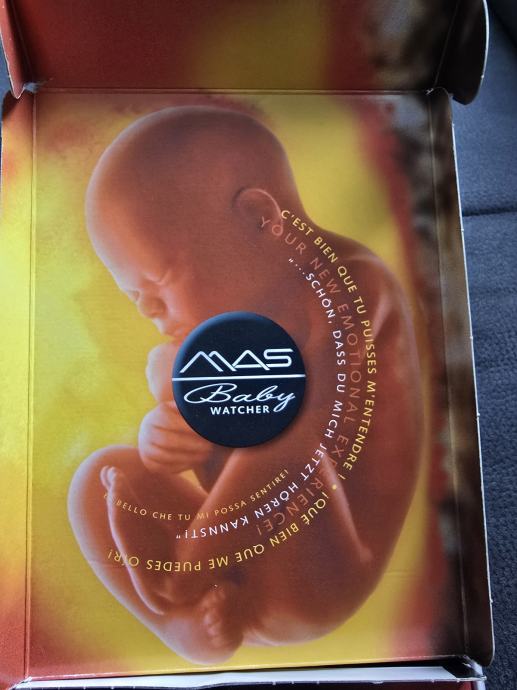 C'EST BIEN QUE TU PUISSES M'ENTENDRE! • ¡QUÉ BIEN QUE ME PUEDES OÍR!
YOUR NEW EMOTIONAL EXPERIENCE!
"...SCHÖN, DASS DU MICH JETZT HÖREN KANNST!"
È BELLO CHE TU MI POSSA SENTIRE!
MAS
Baby
WATCHER